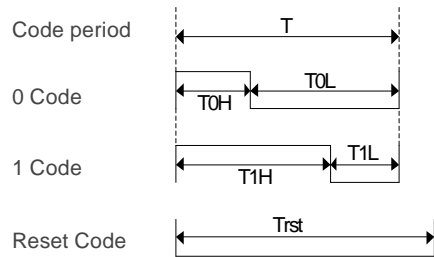 Code period
T
0 Code
T0H
T0L
1 Code
T1H
T1L
Reset Code
Trst